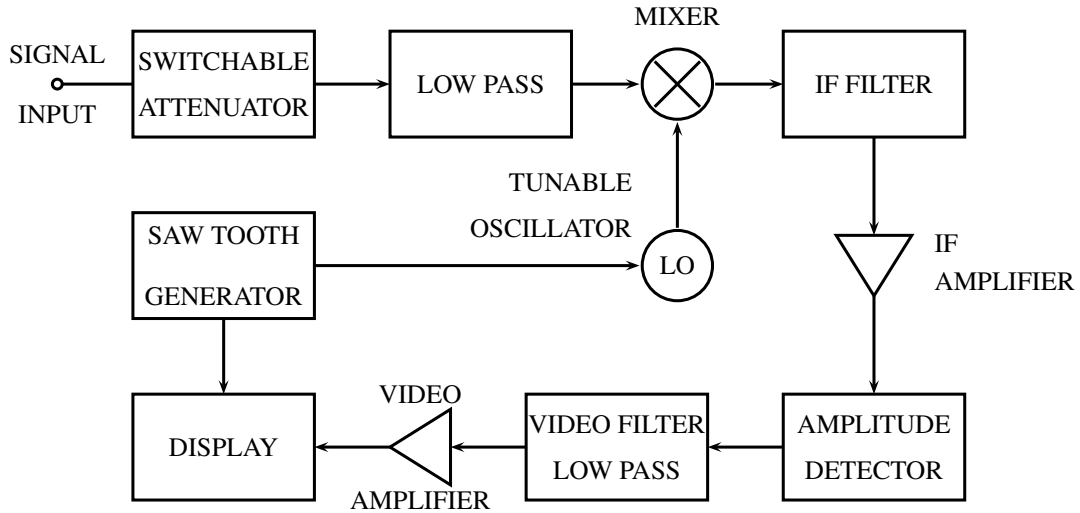 SIGNAL
INPUT
SWITCHABLE
ATTENUATOR
LOW PASS
MIXER
IF FILTER
TUNABLE
OSCILLATOR
LO
SAW TOOTH
GENERATOR
IF
AMPLIFIER
DISPLAY
VIDEO
AMPLIFIER
VIDEO FILTER
LOW PASS
AMPLITUDE
DETECTOR